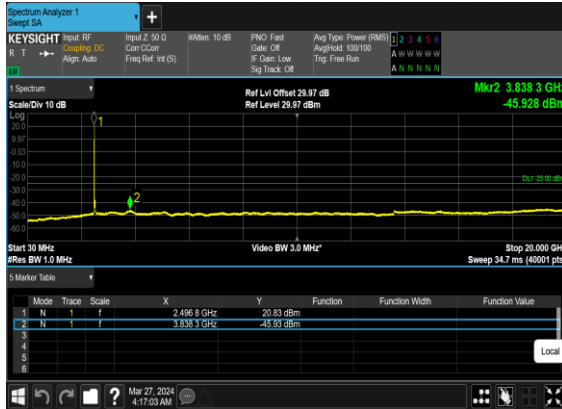 Spectrum Analyzer 1
Swept SA
+
KEYSIGHT Input: RF Input Z: 50 Ω #Atten: 10 dB PNO: Fast Avg Type: Power (RMS) 1 2 3 4 5 6
R T Coupling: DC Corr CCorr Gate: Off Avg|Hold: 100/100 A W W W W W
Align: Auto Freq Ref: Int (S) IF Gain: Low Trig: Free Run
Sig Track: Off A N N N N N
LU
1 Spectrum Ref Lvl Offset 29.97 dB Mkr2 3.838 3 GHz
Scale/Div 10 dB Ref Level 29.97 dBm -45.928 dBm
Log
20.0 1
9.97
-0.03
-10.0
-20.0 DL1 -25.00 dBm
-30.0
-40.0 2
-50.0
-60.0
Start 30 MHz Video BW 3.0 MHz* Stop 20.000 GHz
#Res BW 1.0 MHz Sweep 34.7 ms (40001 pts)
5 Marker Table
Mode Trace Scale X Y Function Function Width Function Value
1 N 1 f 2.496 8 GHz 20.83 dBm
2 N 1 f 3.838 3 GHz -45.93 dBm
3
4
5
6
Local
? Mar 27, 2024
4:17:03 AM